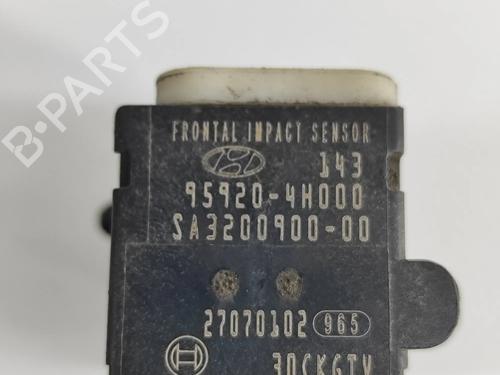 FRONTAL IMPACT SENSOR
143
95920-4H000
SA3200900-00
27070102 965
30CKGTV
B-PARTS